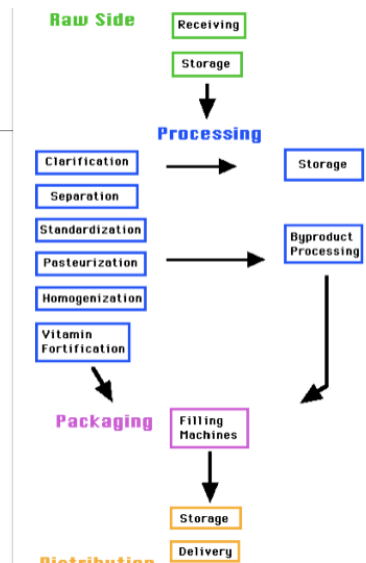 Raw Side
Receiving
Storage
Processing
Clarification
Storage
Separation
Standardization
Byproduct
Processing
Pasteurization
Homogenization
Vitamin
Fortification
Packaging
Filling
Machines
Storage
Delivery
Distribution